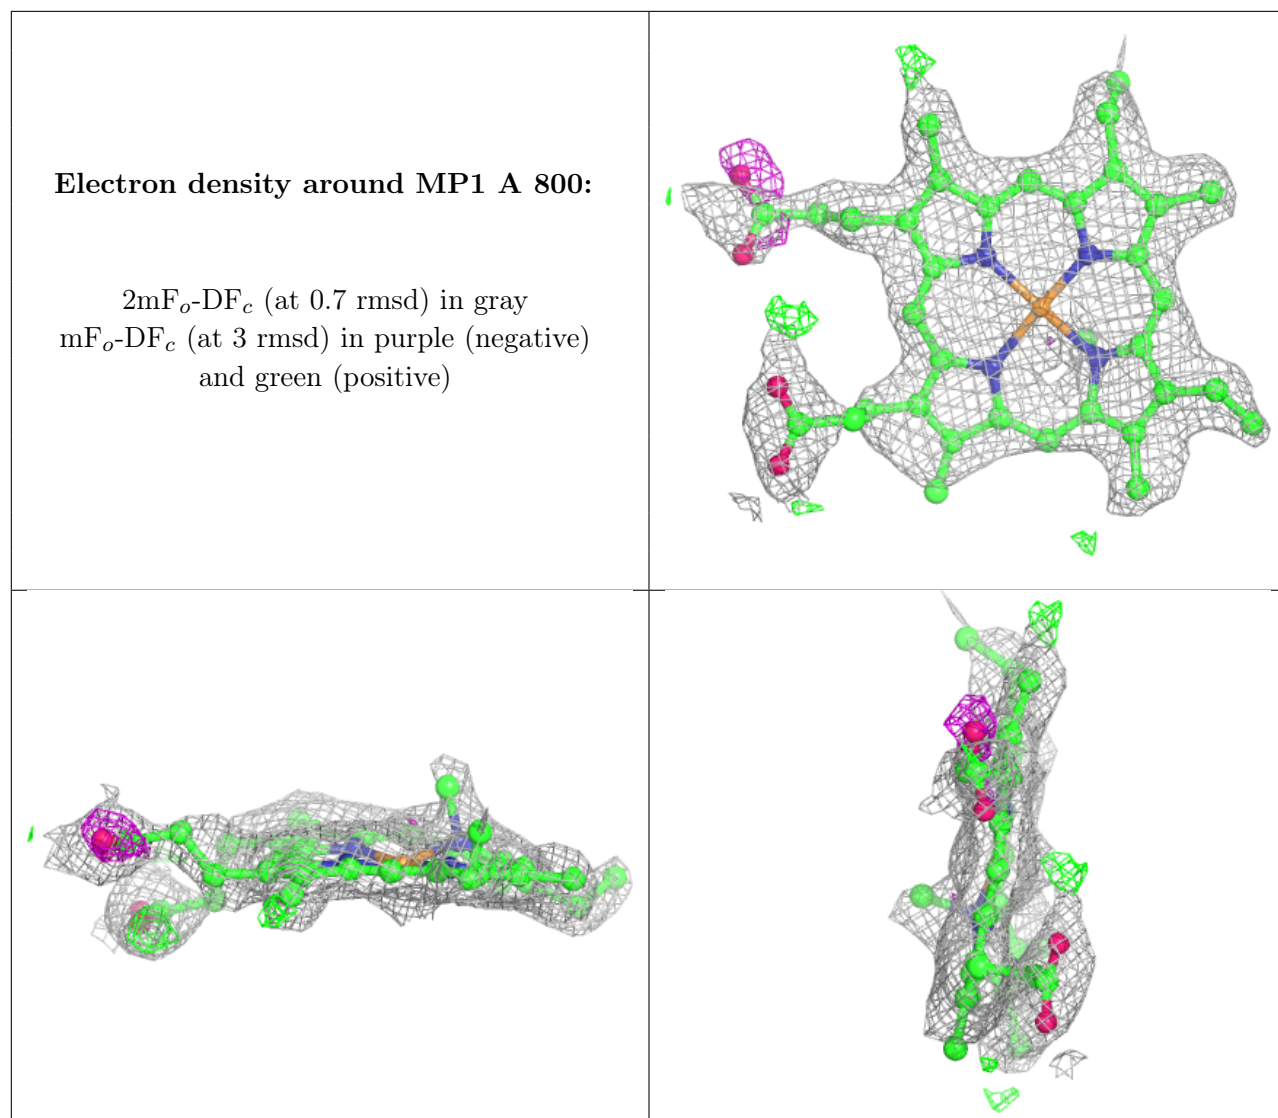 Electron density around MP1 A 800:
2mFₒ-DF𝒸 (at 0.7 rmsd) in gray
mFₒ-DF𝒸 (at 3 rmsd) in purple (negative)
and green (positive)